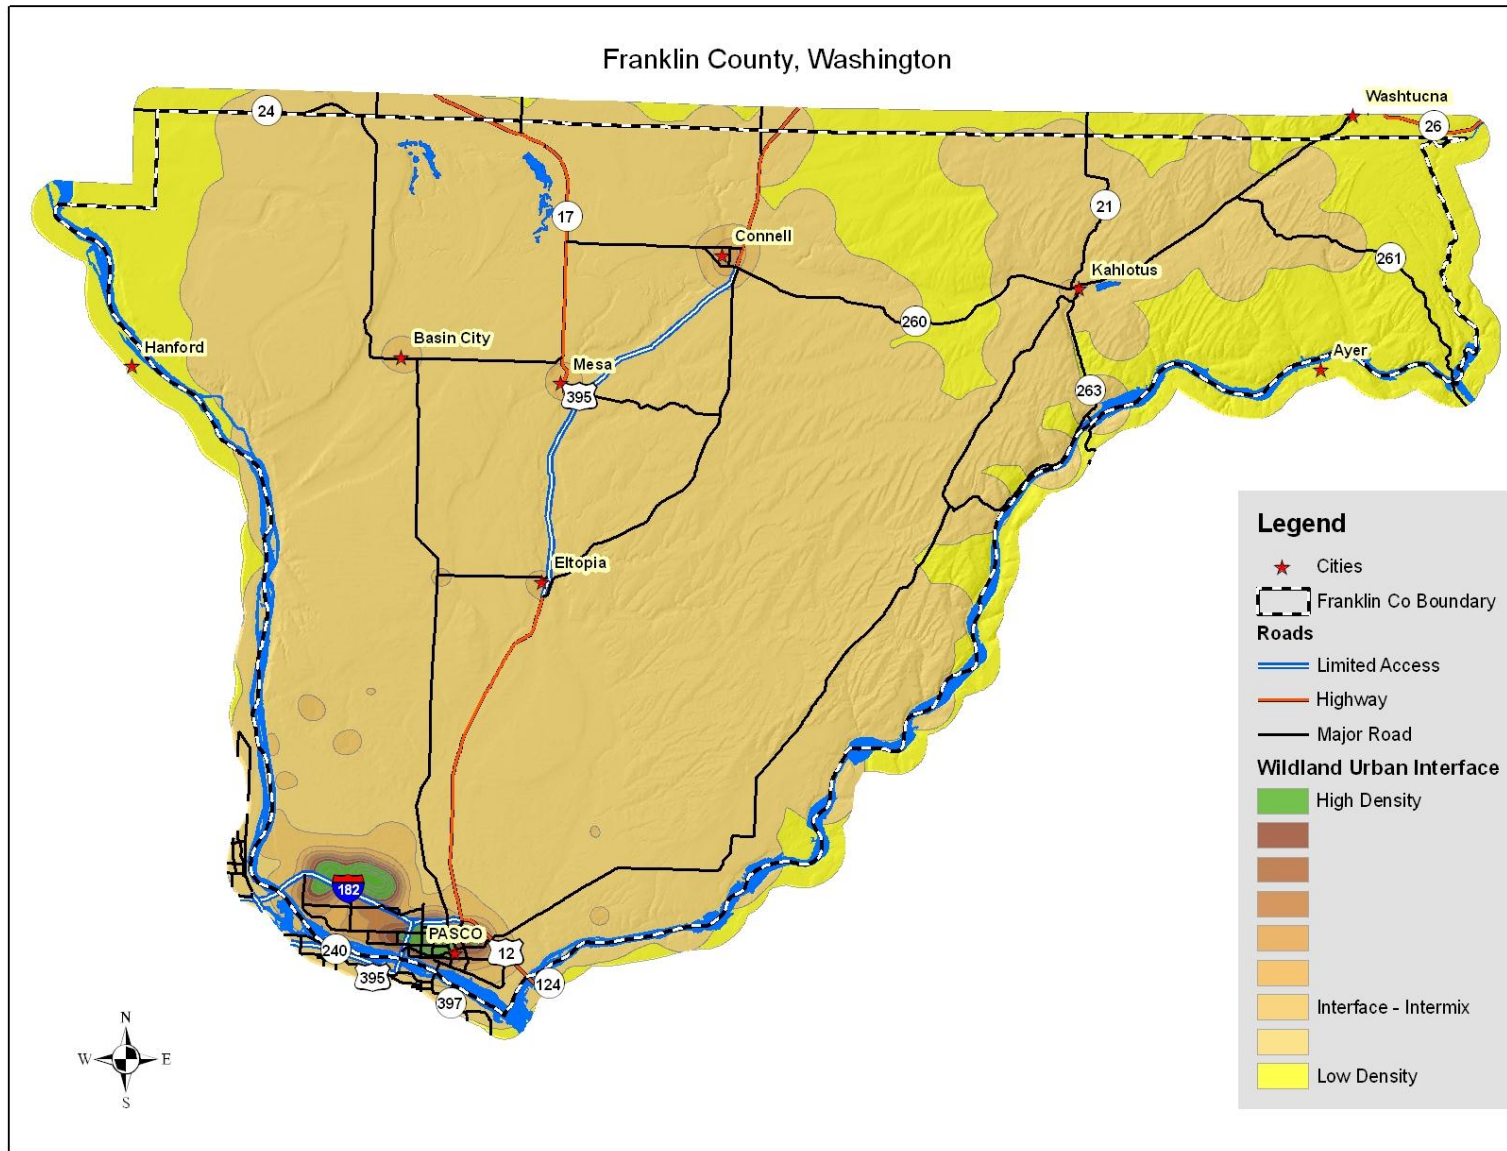 Franklin County, Washington
Washtucna
24
26
17
21
Connell
261
Kahlotus
260
Hanford
Basin City
Mesa
Ayer
395
263
Eltopia
182
PASCO
240
12
395
124
397
N
W E
S
Legend
Cities
Franklin Co Boundary
Roads
Limited Access
Highway
Major Road
Wildland Urban Interface
High Density
Interface - Intermix
Low Density